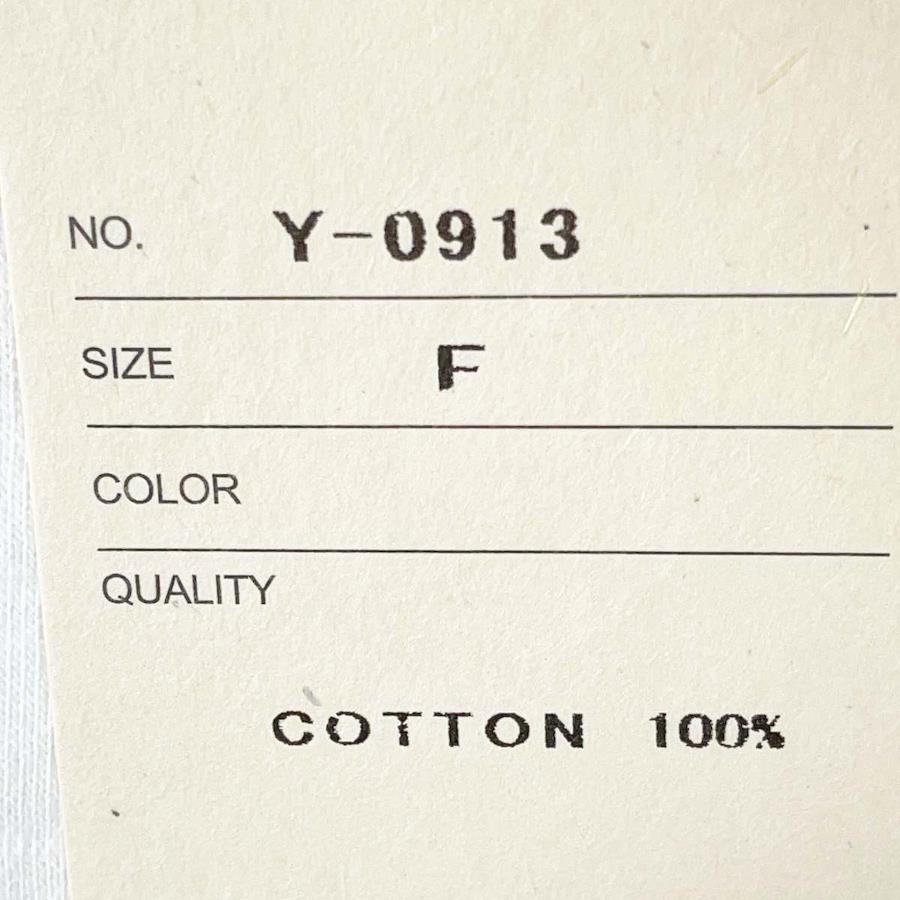 NO. Y-0913
SIZE F
COLOR
QUALITY
COTTON 100%